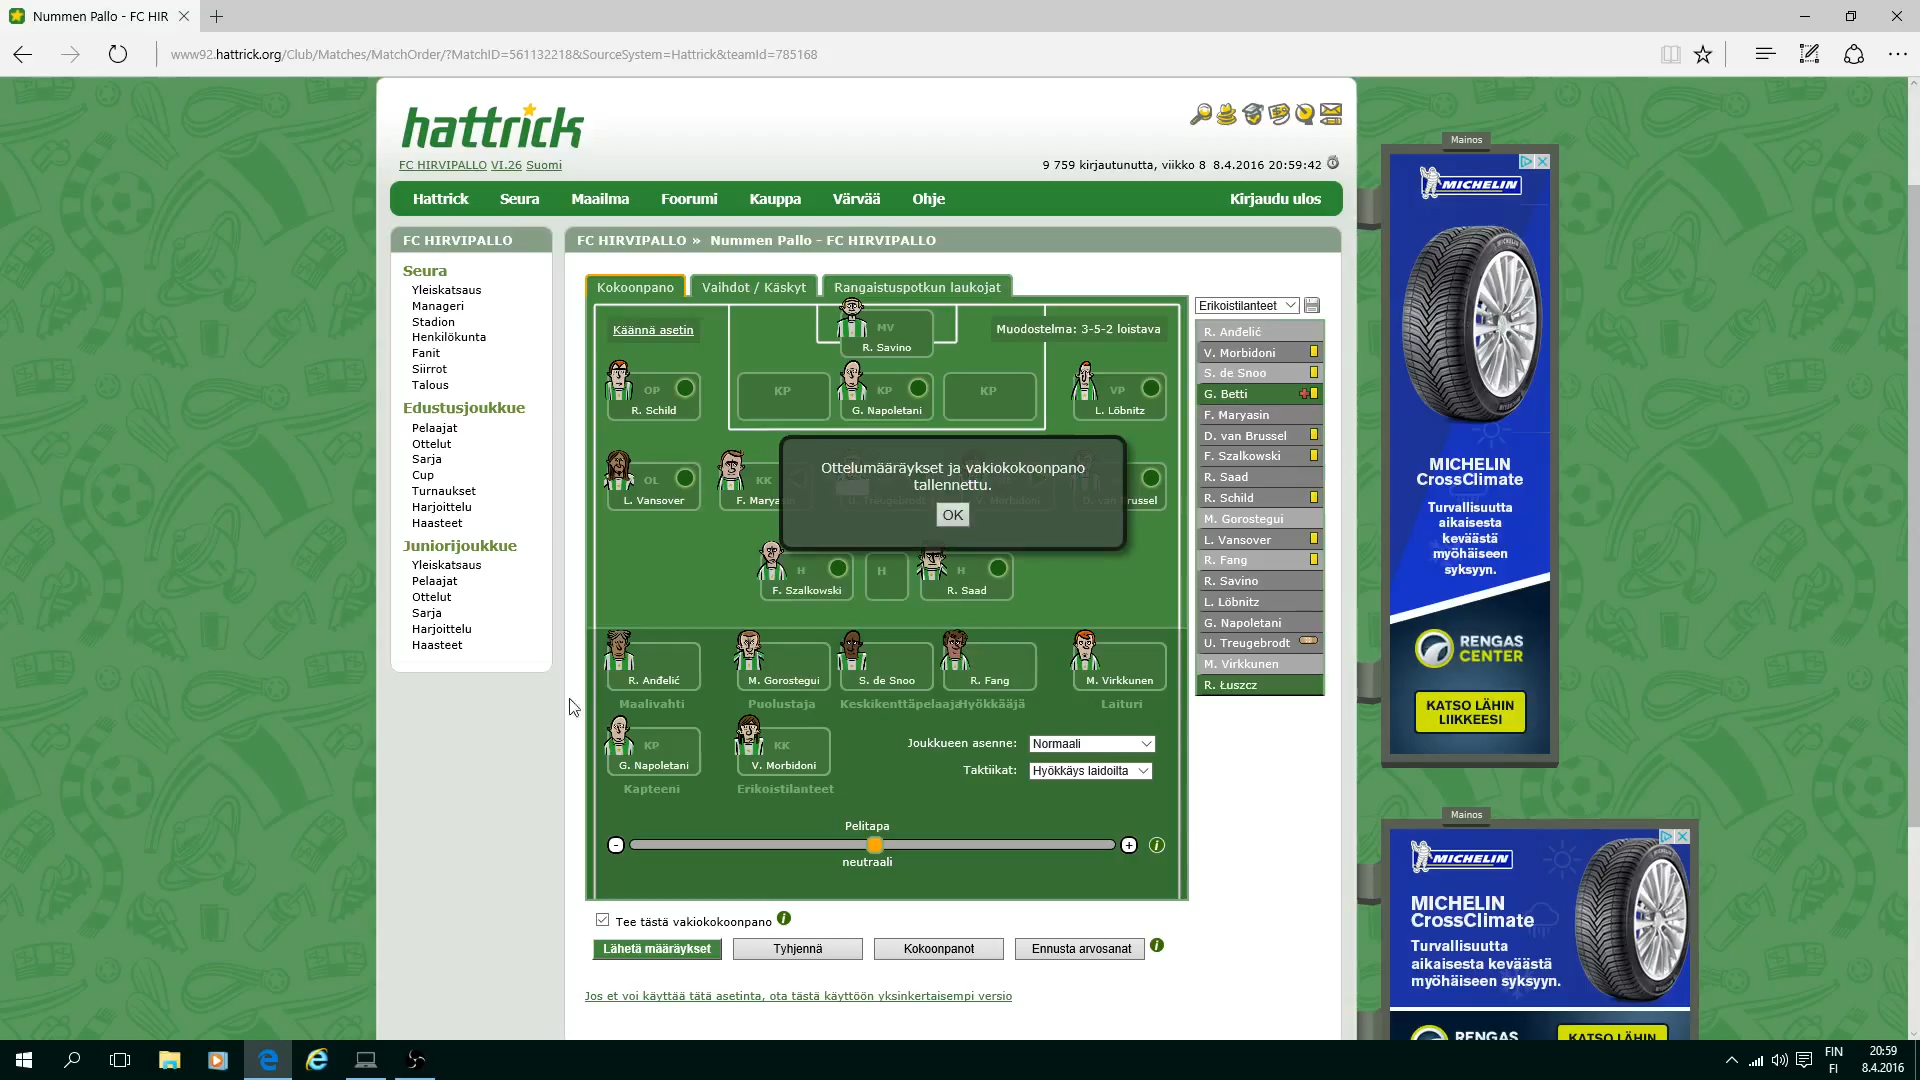 Nummen Pallo - FC HIR
www92.hattrick.org/Club/Matches/MatchOrder/?MatchID=561132218&SourceSystem=Hattrick&teamId=785168
hattrick
FC HIRVIPALLO VI.26 Suomi
9 759 kirjautunutta, viikko 8 8.4.2016 20:59:42
Hattrick Seura Maailma Foorumi Kauppa Värvää Ohje Kirjaudu ulos
FC HIRVIPALLO
Seura
Yleiskatsaus
Manageri
Stadion
Henkilökunta
Fanit
Siirrot
Talous
Edustusjoukkue
Pelaajat
Ottelut
Sarja
Cup
Turnaukset
Harjoittelu
Haasteet
Juniorijoukkue
Yleiskatsaus
Pelaajat
Ottelut
Sarja
Harjoittelu
Haasteet
FC HIRVIPALLO » Nummen Pallo - FC HIRVIPALLO
Kokoonpano Vaihdot / Käskyt Rangaistuspotkun laukojat
Käännä asetin
Muodostelma: 3-5-2 loistava
MV
R. Savino
OP
R. Schild
KP
KP
G. Napoletani
KP
VP
L. Löbnitz
OL
L. Vansover
KK
F. Maryasin
U. Treugebrodt
V. Morbidoni
D. van Brussel
Ottelumääräykset ja vakiokokoonpano
tallennettu.
OK
H
F. Szalkowski
H
H
R. Saad
R. Anđelić
Maalivahti
M. Gorostegui
Puolustaja
S. de Snoo
Keskikenttäpelaaja
R. Fang
Hyökkääjä
M. Virkkunen
Laituri
KP
G. Napoletani
Kapteeni
KK
V. Morbidoni
Erikoistilanteet
Joukkueen asenne: Normaali
Taktiikat: Hyökkäys laidoilta
Pelitapa
-
+
i
neutraali
Tee tästä vakiokokoonpano i
Lähetä määräykset Tyhjennä Kokoonpanot Ennusta arvosanat i
Jos et voi käyttää tätä asetinta, ota tästä käyttöön yksinkertaisempi versio
Erikoistilanteet
R. Anđelić
V. Morbidoni
S. de Snoo
G. Betti
F. Maryasin
D. van Brussel
F. Szalkowski
R. Saad
R. Schild
M. Gorostegui
L. Vansover
R. Fang
R. Savino
L. Löbnitz
G. Napoletani
U. Treugebrodt
M. Virkkunen
R. Łuszcz
Mainos
MICHELIN
MICHELIN
CrossClimate
Turvallisuutta
aikaisesta
keväästä
myöhäiseen
syksyyn.
RENGAS
CENTER
KATSO LÄHIN
LIIKKEESI
Mainos
MICHELIN
MICHELIN
CrossClimate
Turvallisuutta
aikaisesta keväästä
myöhäiseen syksyyn.
RENGAS
KATSO LÄHIN
FIN
FI
20:59
8.4.2016